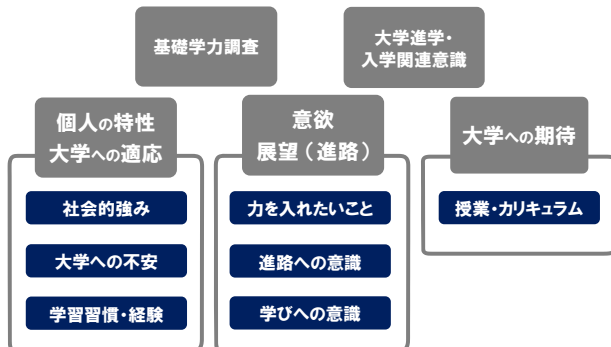 基礎学力調査
大学進学・
入学関連意識
個人の特性
大学への適応
社会的強み
大学への不安
学習習慣・経験
意欲
展望（進路）
力を入れたいこと
進路への意識
学びへの意識
大学への期待
授業・カリキュラム